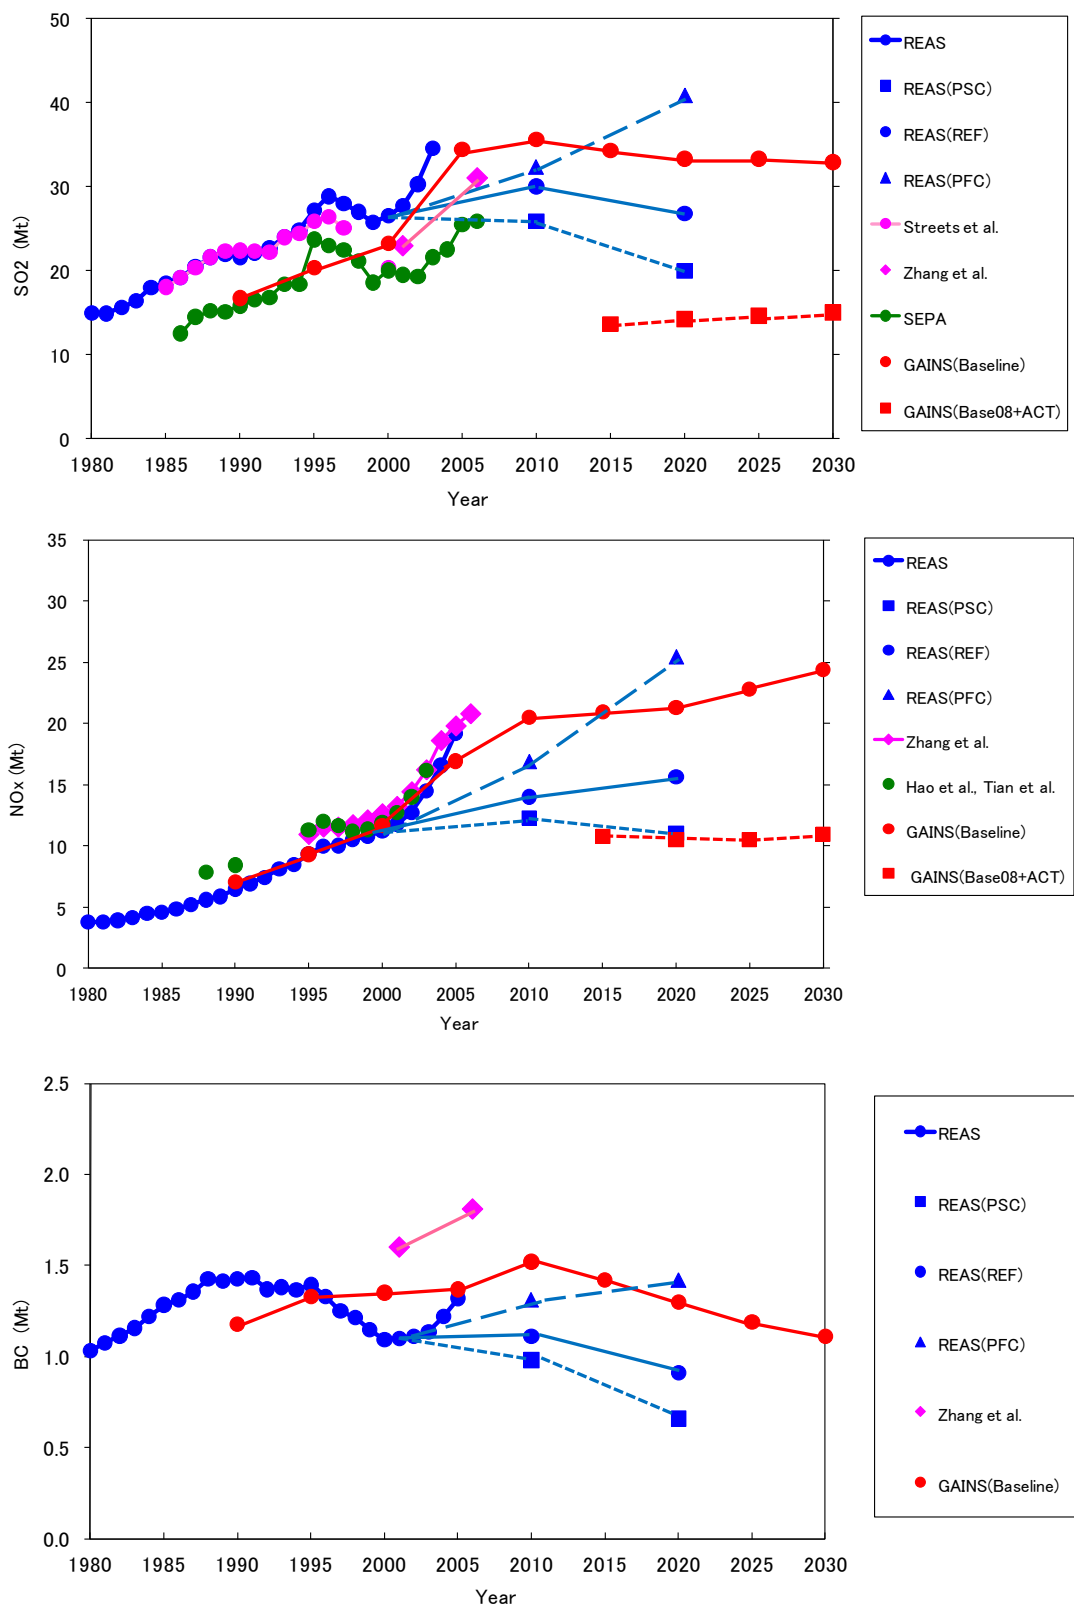 50
40
30
20
10
0
SO2 (Mt)
1980 1985 1990 1995 2000 2005 2010 2015 2020 2025 2030
Year
REAS
REAS(PSC)
REAS(REF)
REAS(PFC)
Streets et al.
Zhang et al.
SEPA
GAINS(Baseline)
GAINS(Base08+ACT)
35
30
25
20
15
10
5
0
NOx (Mt)
1980 1985 1990 1995 2000 2005 2010 2015 2020 2025 2030
Year
REAS
REAS(PSC)
REAS(REF)
REAS(PFC)
Zhang et al.
Hao et al., Tian et al.
GAINS(Baseline)
GAINS(Base08+ACT)
2.5
2.0
1.5
1.0
0.5
0.0
BC (Mt)
1980 1985 1990 1995 2000 2005 2010 2015 2020 2025 2030
Year
REAS
REAS(PSC)
REAS(REF)
REAS(PFC)
Zhang et al.
GAINS(Baseline)